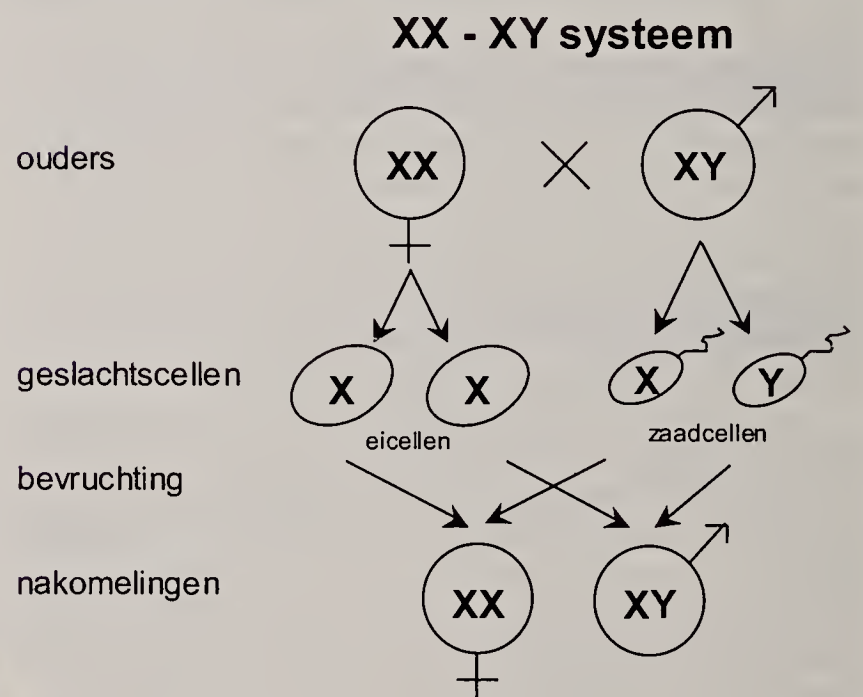 XX - XY systeem
ouders XX XY
geslachtscellen X X X Y
eicellen zaadcellen
bevruchting
nakomelingen XX XY